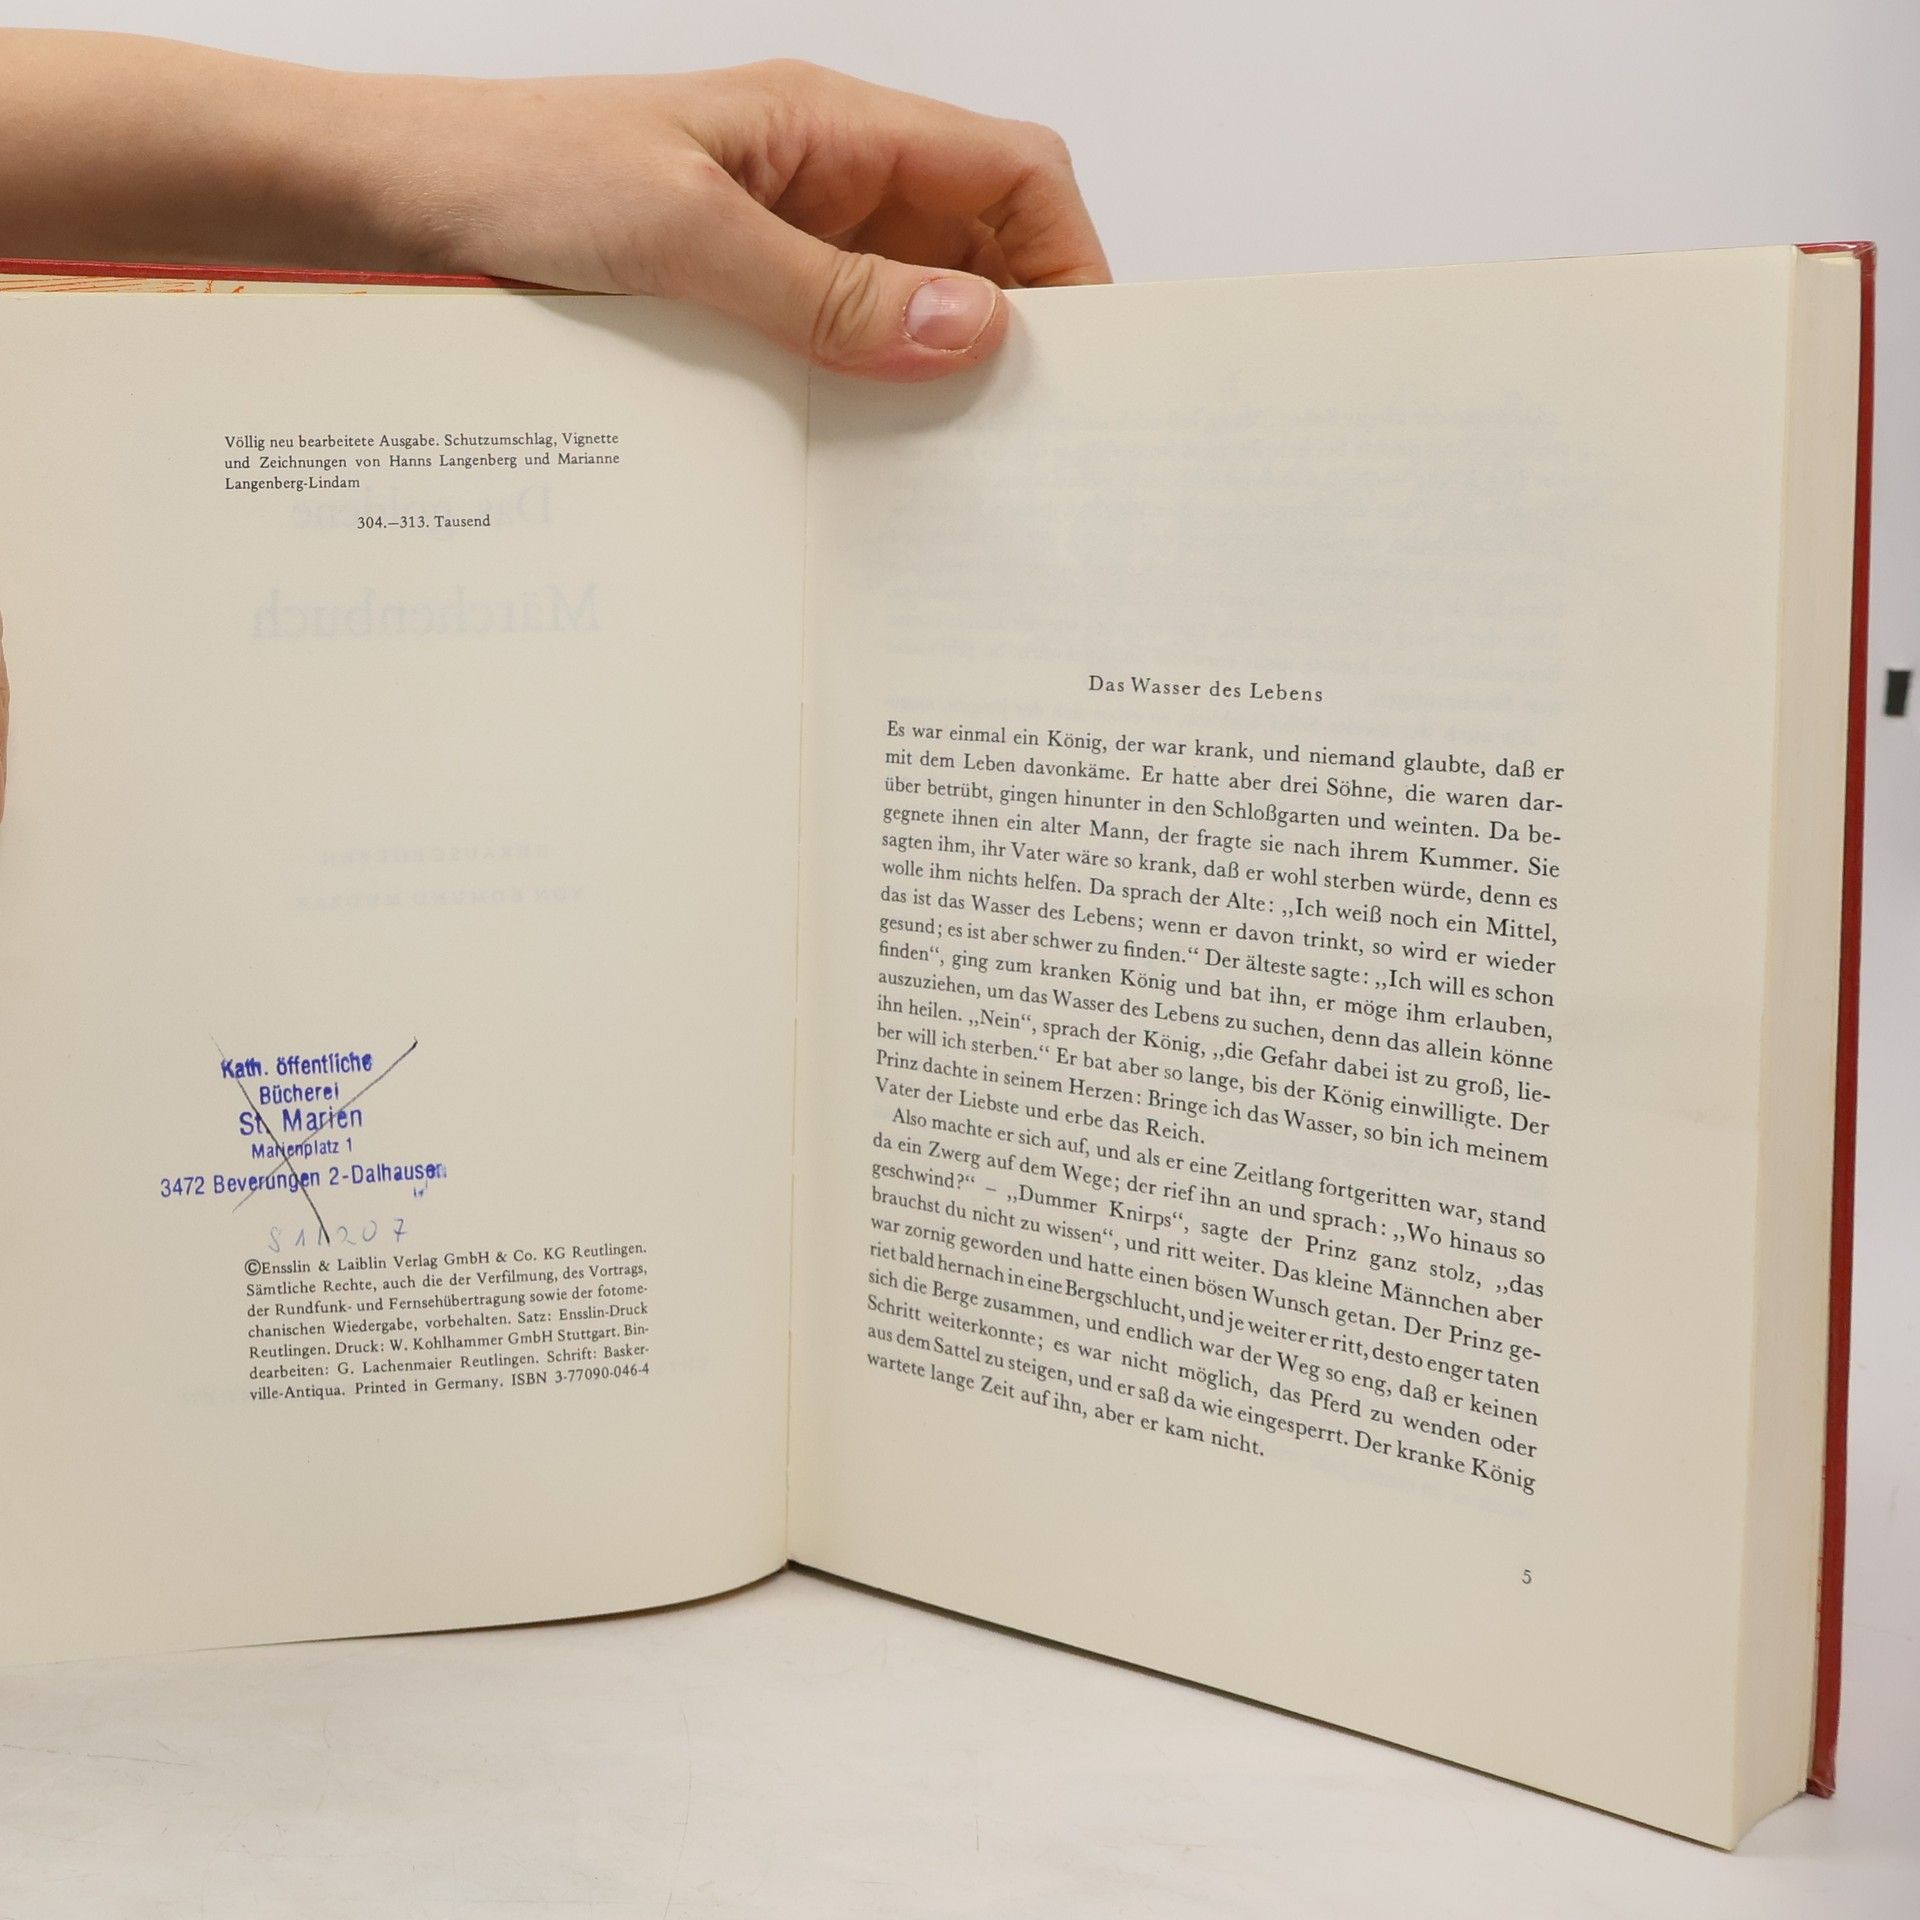 Völlig neu bearbeitete Ausgabe. Schutzumschlag, Vignette
und Zeichnungen von Hanns Langenberg und Marianne
Langenberg-Lindam
304.–313. Tausend
Kath. öffentliche
Bücherei
St. Marien
Marienplatz 1
3472 Beverungen 2-Dalhausen
©Ensslin & Laiblin Verlag GmbH & Co. KG Reutlingen.
Sämtliche Rechte, auch die der Verfilmung, des Vortrags,
der Rundfunk- und Fernsehübertragung sowie der fotome-
chanischen Wiedergabe, vorbehalten. Satz: Ensslin-Druck
Reutlingen. Druck: W. Kohlhammer GmbH Stuttgart. Bin-
dearbeiten: G. Lachenmaier Reutlingen. Schrift: Basker-
ville-Antiqua. Printed in Germany. ISBN 3-77090-046-4
Das Wasser des Lebens
Es war einmal ein König, der war krank, und niemand glaubte, daß er
mit dem Leben davonkäme. Er hatte aber drei Söhne, die waren dar-
über betrübt, gingen hinunter in den Schloßgarten und weinten. Da be-
gegnete ihnen ein alter Mann, der fragte sie nach ihrem Kummer. Sie
sagten ihm, ihr Vater wäre so krank, daß er wohl sterben würde, denn es
wolle ihm nichts helfen. Da sprach der Alte: „Ich weiß noch ein Mittel,
das ist das Wasser des Lebens; wenn er davon trinkt, so wird er wieder
gesund; es ist aber schwer zu finden.“ Der älteste sagte: „Ich will es schon
finden“, ging zum kranken König und bat ihn, er möge ihm erlauben,
auszuziehen, um das Wasser des Lebens zu suchen, denn das allein könne
ihn heilen. „Nein“, sprach der König, „die Gefahr dabei ist zu groß, lie-
ber will ich sterben.“ Er bat aber so lange, bis der König einwilligte. Der
Prinz dachte in seinem Herzen: Bringe ich das Wasser, so bin ich meinem
Vater der Liebste und erbe das Reich.
Also machte er sich auf, und als er eine Zeitlang fortgeritten war, stand
da ein Zwerg auf dem Wege; der rief ihn an und sprach: „Wo hinaus so
geschwind?“ – „Dummer Knirps“, sagte der Prinz ganz stolz, „das
brauchst du nicht zu wissen“, und ritt weiter. Das kleine Männchen aber
war zornig geworden und hatte einen bösen Wunsch getan. Der Prinz ge-
riet bald hernach in eine Bergschlucht, und je weiter er ritt, desto enger taten
sich die Berge zusammen, und endlich war der Weg so eng, daß er keinen
Schritt weiterkonnte; es war nicht möglich, das Pferd zu wenden oder
aus dem Sattel zu steigen, und er saß da wie eingesperrt. Der kranke König
wartete lange Zeit auf ihn, aber er kam nicht.
5